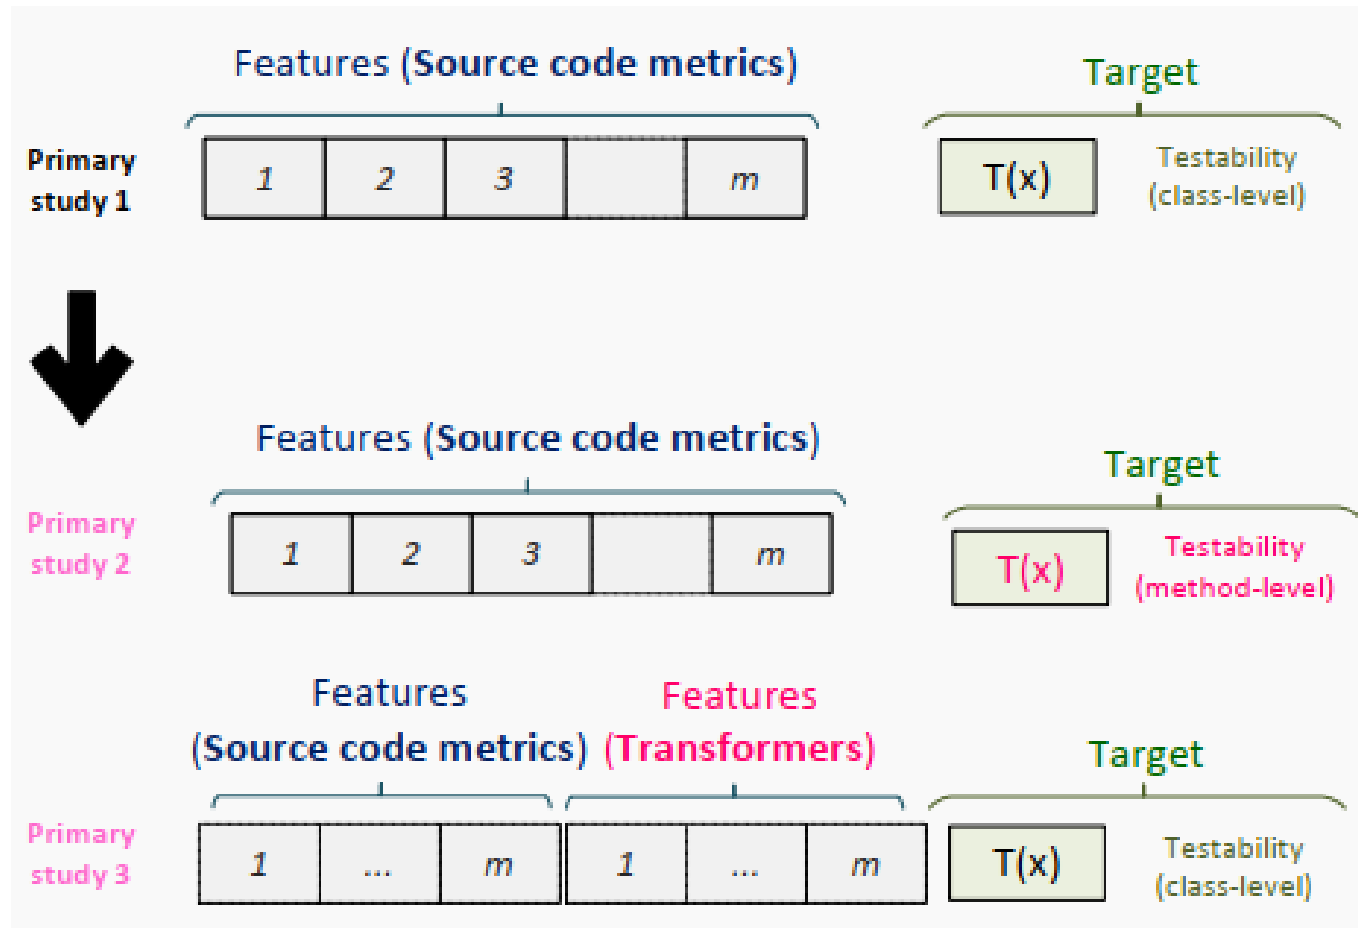 Features (Source code metrics)
Target
Primary
study 1
1 2 3 m
T(x)
Testability
(class-level)
Features (Source code metrics)
Target
Primary
study 2
1 2 3 m
T(x)
Testability
(method-level)
Features
(Source code metrics)
Features
(Transformers)
Target
Primary
study 3
1 ... m 1 ... m
T(x)
Testability
(class-level)